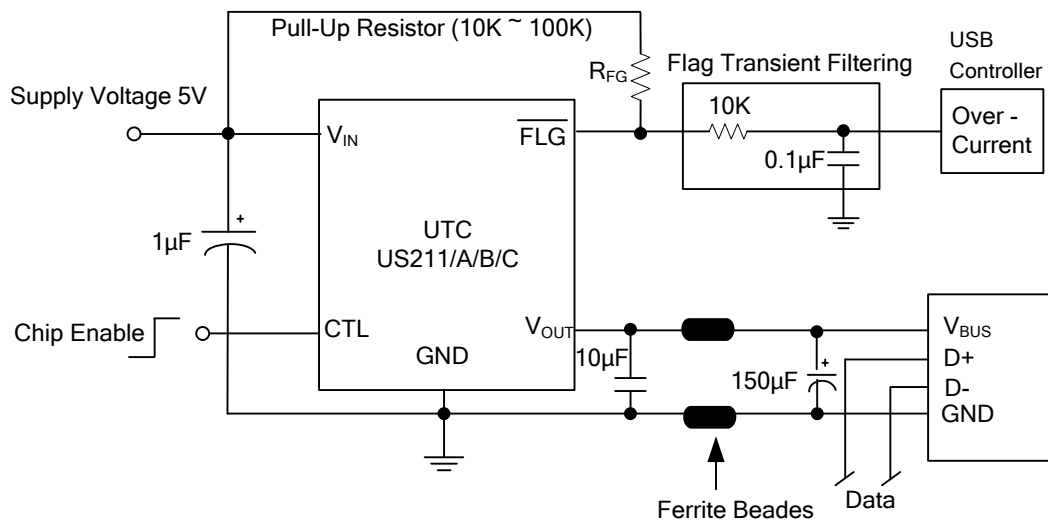 Pull-Up Resistor (10K ~ 100K)
USB
Controller
Flag Transient Filtering
RFG
Supply Voltage 5V
10K
Over -
Current
VIN
FLG
0.1µF
UTC
US211/A/B/C
1µF
Chip Enable
CTL
VOUT
GND
10µF
150µF
VBUS
D+
D-
GND
Data
Ferrite Beades